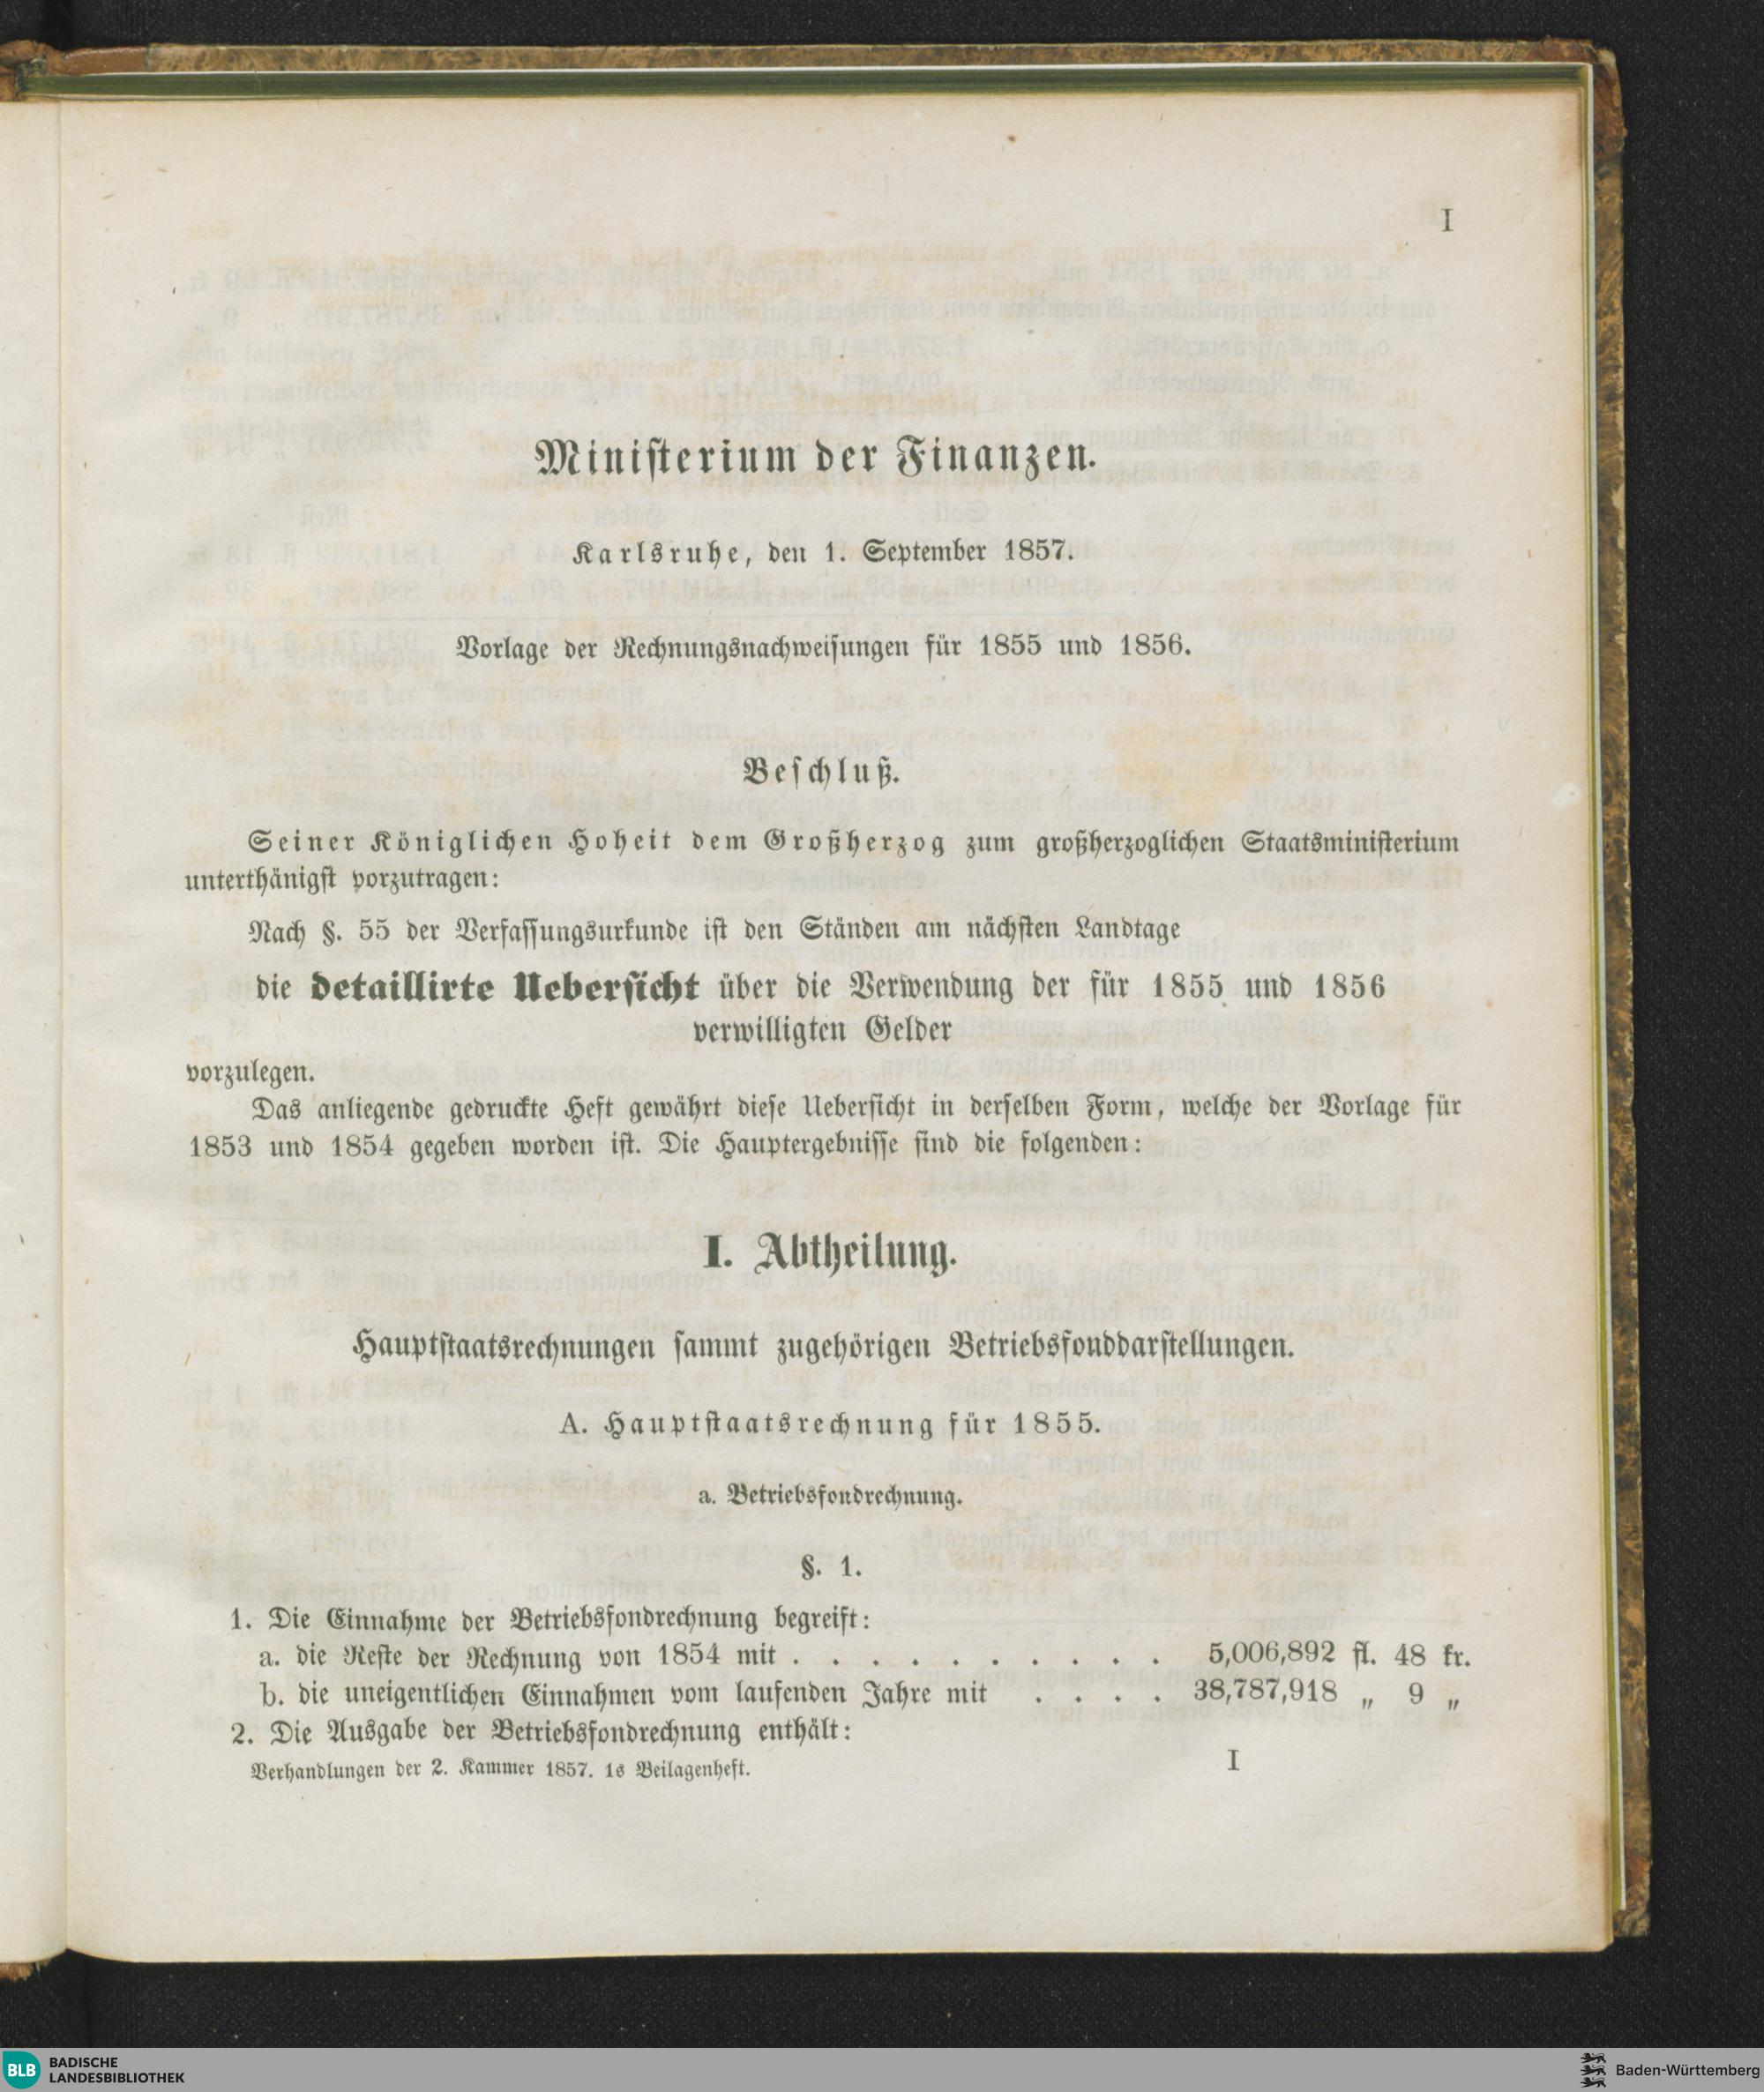 I
Ministerium der Finanzen.
Karlsruhe, den 1. September 1857.
Vorlage der Rechnungsnachweisungen für 1855 und 1856.
Beschluß.
Seiner Königlichen Hoheit dem Großherzog zum großherzoglichen Staatsministerium
unterthänigst vorzutragen:
Nach §. 55 der Verfassungsurkunde ist den Ständen am nächsten Landtage
die detaillirte Uebersicht über die Verwendung der für 1855 und 1856
verwilligten Gelder
vorzulegen.
Das anliegende gedruckte Heft gewährt diese Uebersicht in derselben Form, welche der Vorlage für
1853 und 1854 gegeben worden ist. Die Hauptergebnisse sind die folgenden:
I. Abtheilung.
Hauptstaatsrechnungen sammt zugehörigen Betriebsfonddarstellungen.
A. Hauptstaatsrechnung für 1855.
a. Betriebsfondrechnung.
§. 1.
1. Die Einnahme der Betriebsfondrechnung begreift:
a. die Reste der Rechnung von 1854 mit . . . . . . . . . . 5,006,892 fl. 48 kr.
b. die uneigentlichen Einnahmen vom laufenden Jahre mit . . . . 38,787,918 „ 9 „
2. Die Ausgabe der Betriebsfondrechnung enthält:
Verhandlungen der 2. Kammer 1857. 1s Beilagenheft. I
BLB BADISCHE
LANDESBIBLIOTHEK
Baden-Württemberg